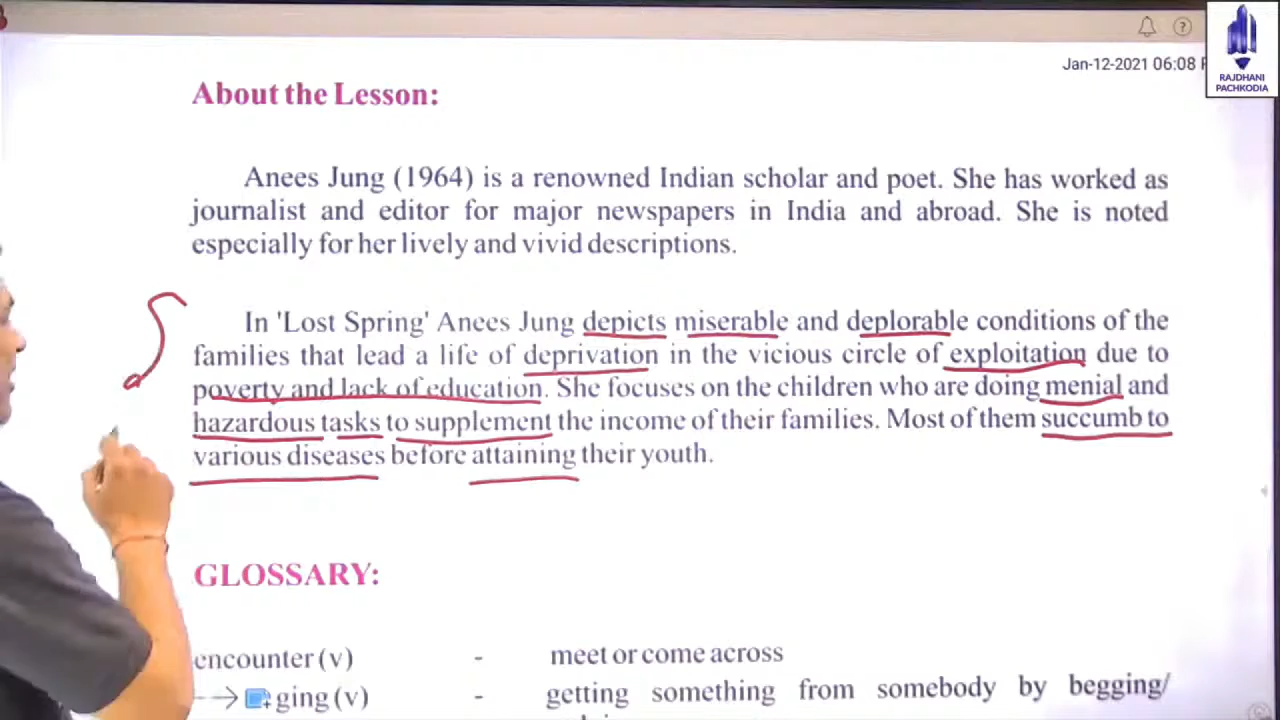 Jan-12-2021 06:08
RAJDHANI
PACHKODIA
About the Lesson:
Anees Jung (1964) is a renowned Indian scholar and poet. She has worked as
journalist and editor for major newspapers in India and abroad. She is noted
especially for her lively and vivid descriptions.
In 'Lost Spring' Anees Jung depicts miserable and deplorable conditions of the
families that lead a life of deprivation in the vicious circle of exploitation due to
poverty and lack of education. She focuses on the children who are doing menial and
hazardous tasks to supplement the income of their families. Most of them succumb to
various diseases before attaining their youth.
GLOSSARY:
encounter (v) - meet or come across
ging (v) - getting something from somebody by begging/